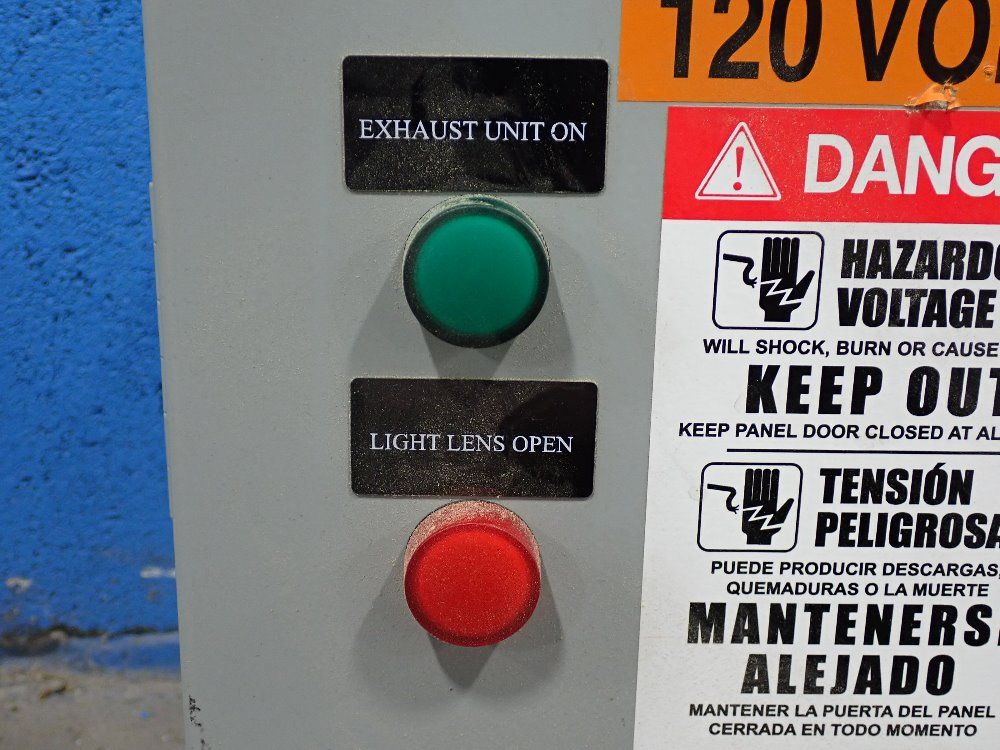 120 VO
EXHAUST UNIT ON
DANG
HAZARDO
VOLTAGE
WILL SHOCK, BURN OR CAUSE
KEEP OUT
KEEP PANEL DOOR CLOSED AT AL
LIGHT LENS OPEN
TENSIÓN
PELIGROSA
PUEDE PRODUCIR DESCARGAS,
QUEMADURAS O LA MUERTE
MANTENERS
ALEJADO
MANTENER LA PUERTA DEL PANEL
CERRADA EN TODO MOMENTO